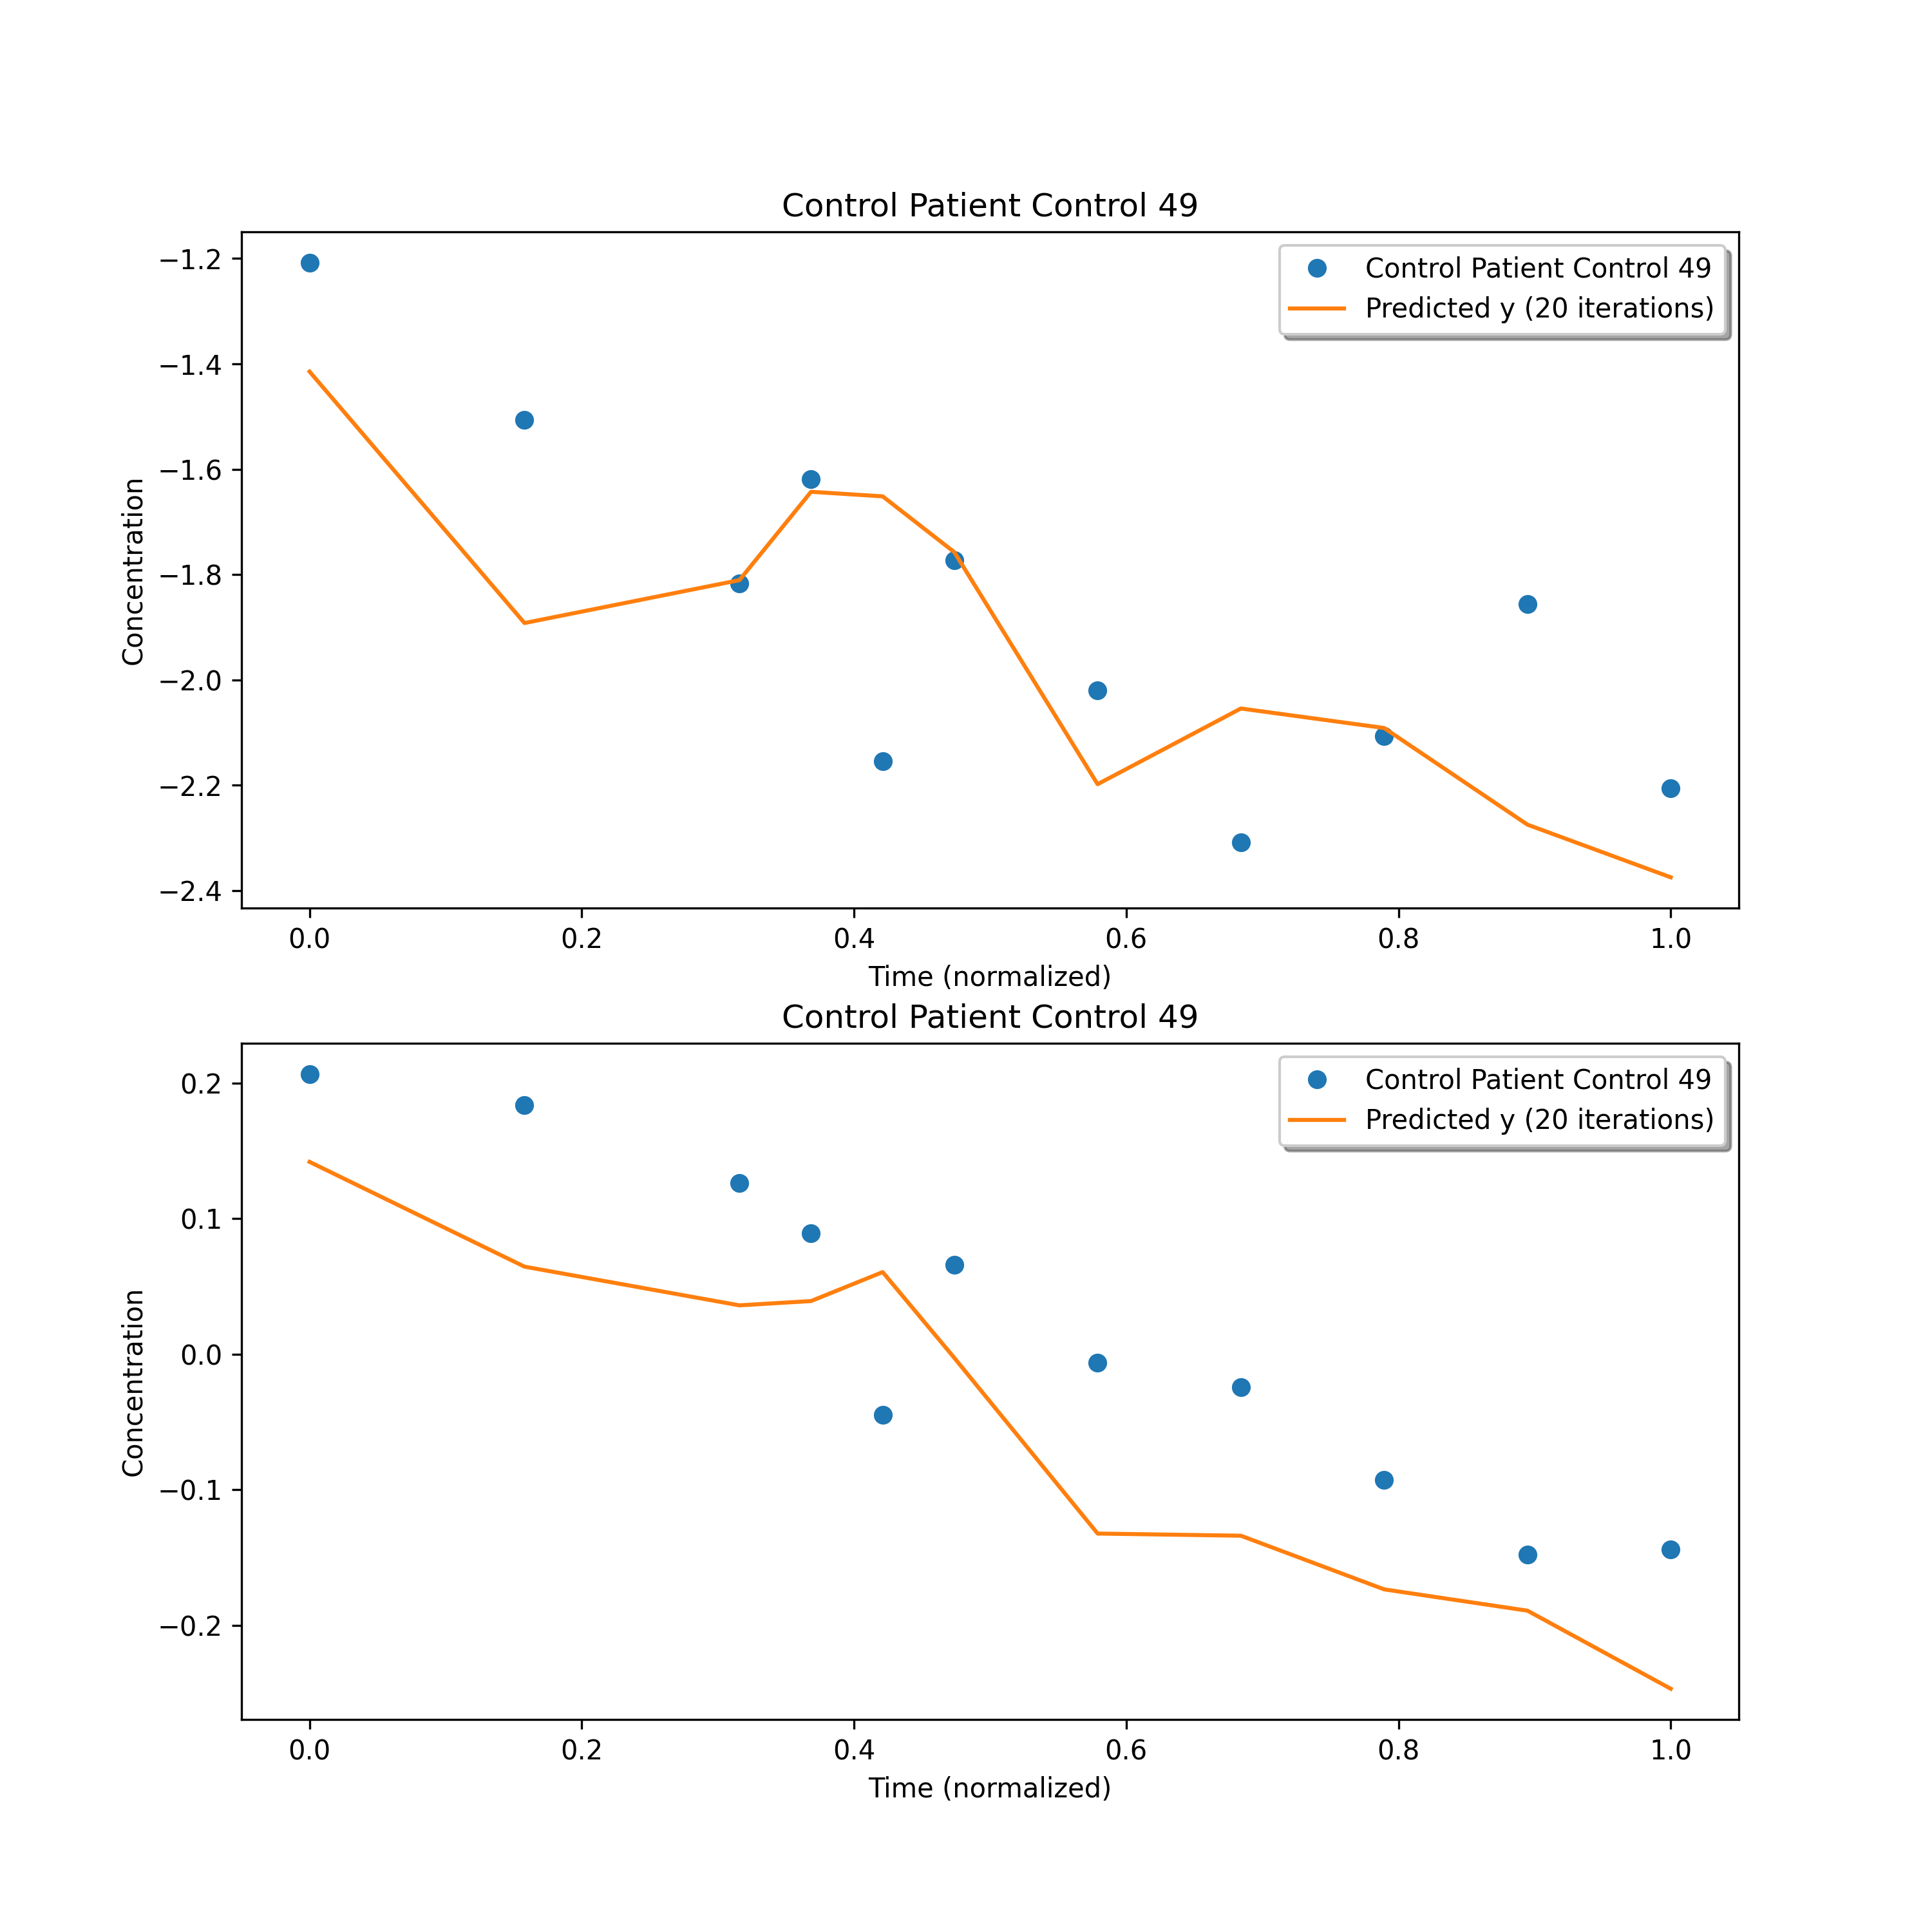 Control Patient Control 49
Control Patient Control 49
Predicted y (20 iterations)
−1.2
−1.4
−1.6
−1.8
−2.0
−2.2
−2.4
Concentration
0.0 0.2 0.4 0.6 0.8 1.0
Time (normalized)
Control Patient Control 49
Control Patient Control 49
Predicted y (20 iterations)
0.2
0.1
0.0
−0.1
−0.2
Concentration
0.0 0.2 0.4 0.6 0.8 1.0
Time (normalized)